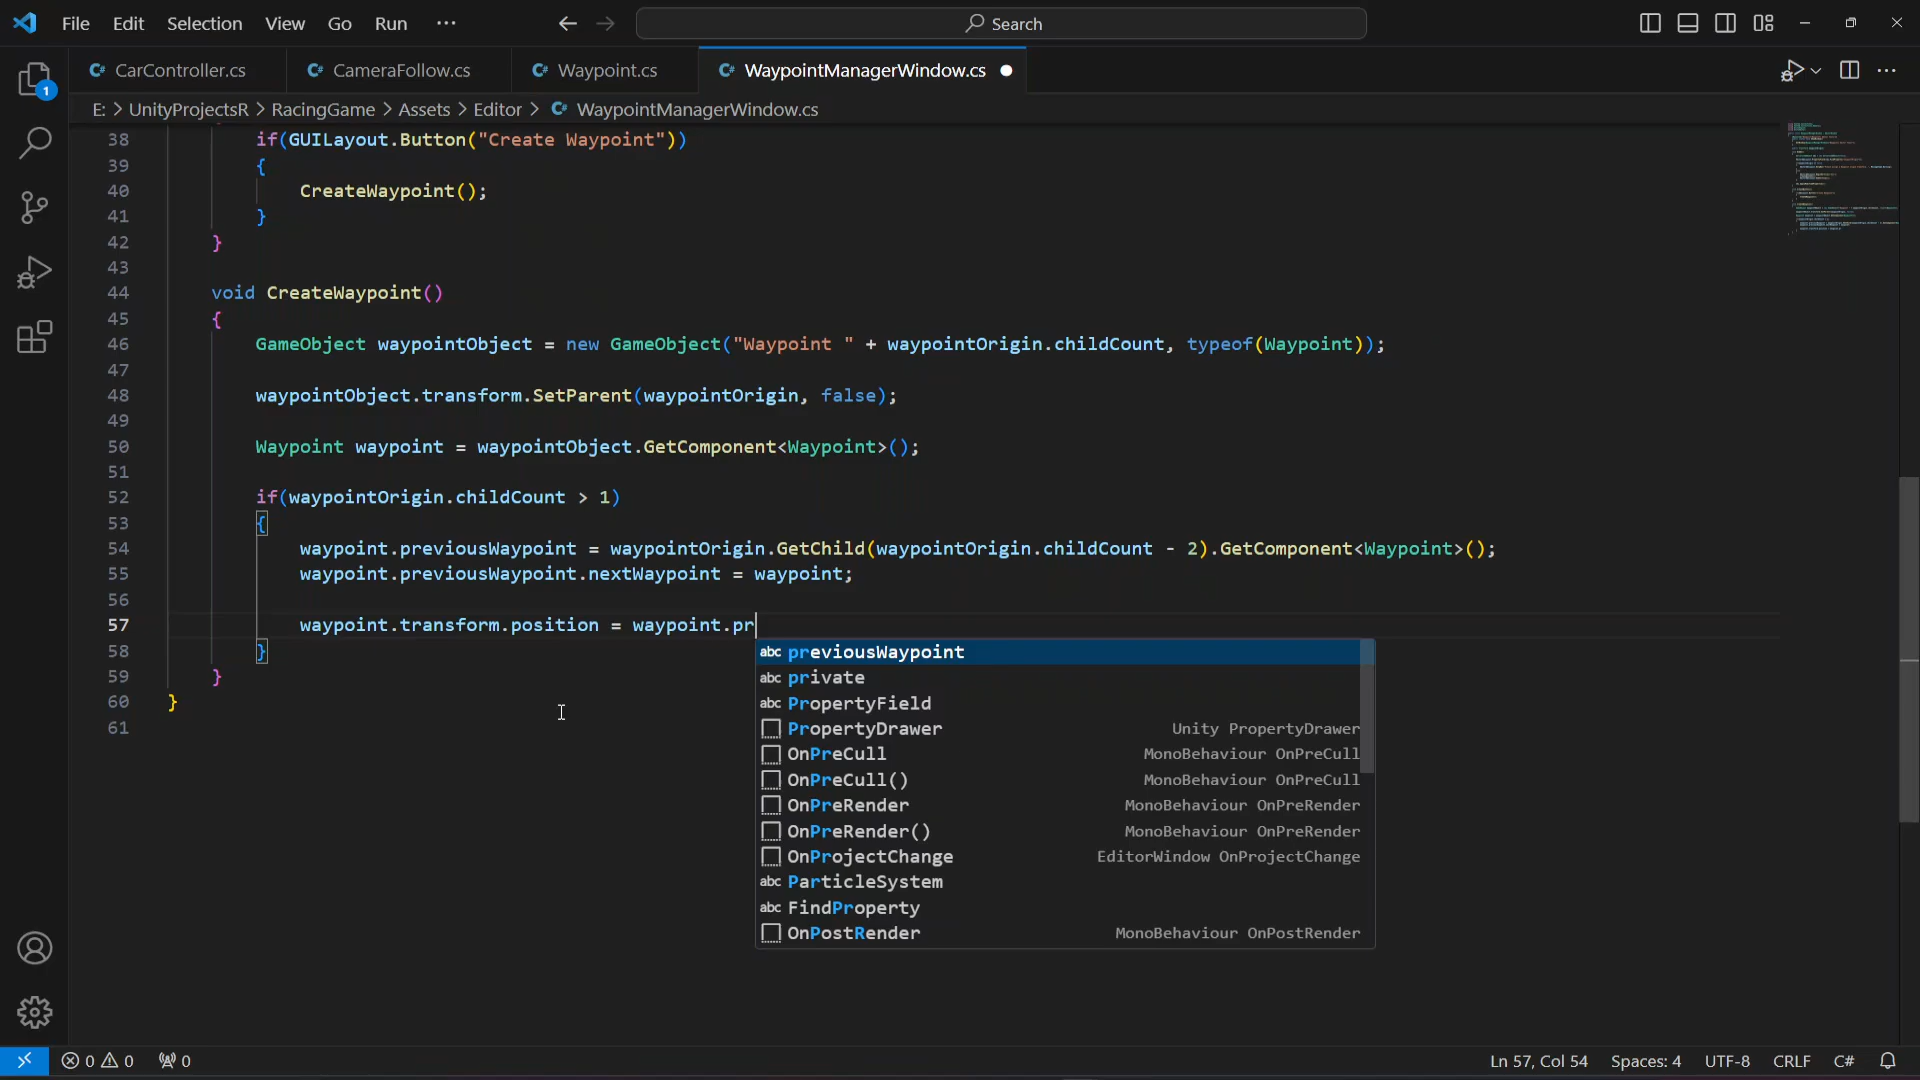 File Edit Selection View Go Run ··· Search
CarController.cs CameraFollow.cs Waypoint.cs WaypointManagerWindow.cs
1
E: > UnityProjectsR > RacingGame > Assets > Editor > WaypointManagerWindow.cs
38 if(GUILayout.Button("Create Waypoint"))
39 {
40 CreateWaypoint();
41 }
42 }
43
44 void CreateWaypoint()
45 {
46 GameObject waypointObject = new GameObject("Waypoint " + waypointOrigin.childCount, typeof(Waypoint));
47
48 waypointObject.transform.SetParent(waypointOrigin, false);
49
50 Waypoint waypoint = waypointObject.GetComponent<Waypoint>();
51
52 if(waypointOrigin.childCount > 1)
53 {
54 waypoint.previousWaypoint = waypointOrigin.GetChild(waypointOrigin.childCount - 2).GetComponent<Waypoint>();
55 waypoint.previousWaypoint.nextWaypoint = waypoint;
56
57 waypoint.transform.position = waypoint.pr
58 }
59 }
60 }
61
abc previousWaypoint
abc private
abc PropertyField
PropertyDrawer Unity PropertyDrawer
OnPreCull MonoBehaviour OnPreCull
OnPreCull() MonoBehaviour OnPreCull
OnPreRender MonoBehaviour OnPreRender
OnPreRender() MonoBehaviour OnPreRender
OnProjectChange EditorWindow OnProjectChange
abc ParticleSystem
abc FindProperty
OnPostRender MonoBehaviour OnPostRender
0 0 0 Ln 57, Col 54 Spaces: 4 UTF-8 CRLF C#